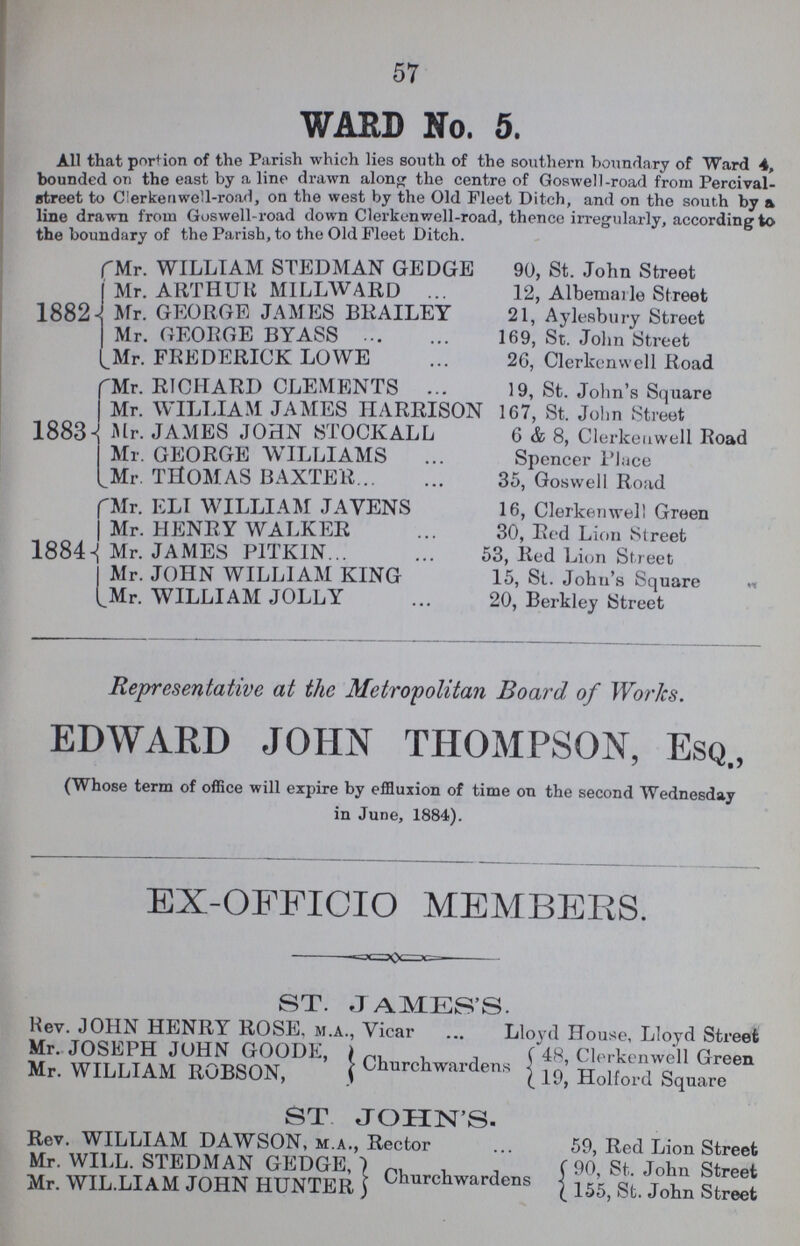 57
WARD No. 5.
All that portion of the Parish which lies south of the southern boundary of Ward 4,
bounded on the east by a line drawn along the centre of Goswell-road from Percival-
street to Clerkenwell-road, on the west by the Old Fleet Ditch, and on the south by a
line drawn from Goswell-road down Clerkenwell-road, thence irregularly, according to
the boundary of the Parish, to the Old Fleet Ditch.
Mr. WILLIAM STEDMAN GEDGE 90, St. John Street
Mr. ARTHUR MILLWARD ... 12, Albemarle Street
1882 Mr. GEORGE JAMES BRAILEY 21, Aylesbury Street
Mr. GEORGE BYASS ... ... 169, St. John Street
Mr. FREDERICK LOWE ... 26, Clerkenwell Road
Mr. RICHARD CLEMENTS ... 19, St. John's Square
Mr. WILLIAM JAMES HARRISON 167, St. John Street
1883 Mr. JAMES JOHN STOCKALL 6 & 8, Clerkenwell Road
Mr. GEORGE WILLIAMS ... Spencer Place
Mr. THOMAS BAXTER... ... 35, Goswell Road
Mr. ELI WILLIAM JAVENS 16, Clerkenwell Green
Mr. HENRY WALKER ... 30, Red Lion Street
1884 Mr. JAMES PITKIN... ... 53, Red Lion Street
Mr. JOHN WILLIAM KING 15, St. John's Square
Mr. WILLIAM JOLLY ... 20, Berkley Street
Representative at the Metropolitan Board of Works.
EDWARD JOHN THOMPSON, Esq.,
(Whose term of office will expire by effluxion of time on the second Wednesday
in June, 1884).
EX-OFFICIO MEMBERS.
ST. JAMES'S.
Rev. JOHN HENRY ROSE, M.A., Vicar ... Lloyd House, Lloyd Street
Mr. JOSEPH JOHN GOODE, } Churchwardens { 48, Clerkenwell Green
Mr. WILLIAM ROBSON, } { 19, Holford Square
ST. JOHN'S.
Rev. WILLIAM DAWSON, M.A., Rector ... 59, Red Lion Street
Mr. WILL. STEDMAN GEDGE, } Churchwardens { 90, St. John Street
Mr. WIL.LIAM JOHN HUNTER } { 155, St. John Street